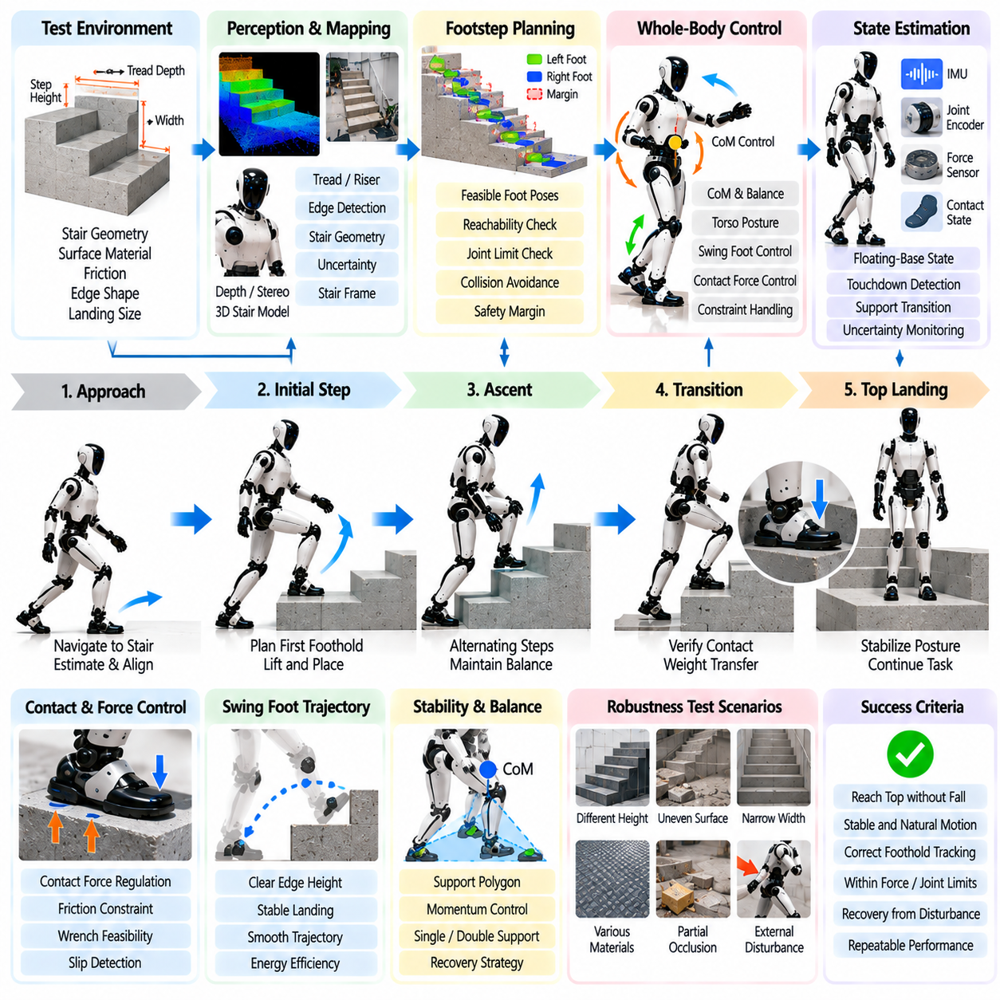 Test Environment
Step
Height
Tread Depth
Width
Stair Geometry
Surface Material
Friction
Edge Shape
Landing Size
Perception & Mapping
Depth / Stereo
3D Stair Model
Tread / Riser
Edge Detection
Stair Geometry
Uncertainty
Stair Frame
Footstep Planning
Left Foot
Right Foot
Margin
Feasible Foot Poses
Reachability Check
Joint Limit Check
Collision Avoidance
Safety Margin
Whole-Body Control
CoM Control
CoM & Balance
Torso Posture
Swing Foot Control
Contact Force Control
Constraint Handling
State Estimation
IMU
Joint
Encoder
Force
Sensor
Contact
State
Floating-Base State
Touchdown Detection
Support Transition
Uncertainty Monitoring
1. Approach
2. Initial Step
3. Ascent
4. Transition
5. Top Landing
Navigate to Stair
Estimate & Align
Plan First Foothold
Lift and Place
Alternating Steps
Maintain Balance
Verify Contact
Weight Transfer
Stabilize Posture
Continue Task
Contact & Force Control
Contact Force Regulation
Friction Constraint
Wrench Feasibility
Slip Detection
Swing Foot Trajectory
Clear Edge Height
Stable Landing
Smooth Trajectory
Energy Efficiency
Stability & Balance
CoM
Support Polygon
Momentum Control
Single / Double Support
Recovery Strategy
Robustness Test Scenarios
Different Height
Uneven Surface
Narrow Width
Various
Materials
Partial
Occlusion
External
Disturbance
Success Criteria
Reach Top without Fall
Stable and Natural Motion
Correct Foothold Tracking
Within Force / Joint Limits
Recovery from Disturbance
Repeatable Performance